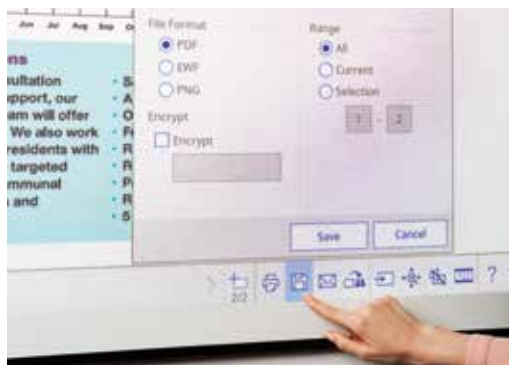 Jun Jul Aug Sep
ns
sultation
pport, our
am will offer
We also work
residents with
targeted
mmunal
and
File Format
PDF
EWF
PNG
Encrypt
Encrypt
Range
All
Current
Selection
1 - 2
Save Cancel
2/2 ?